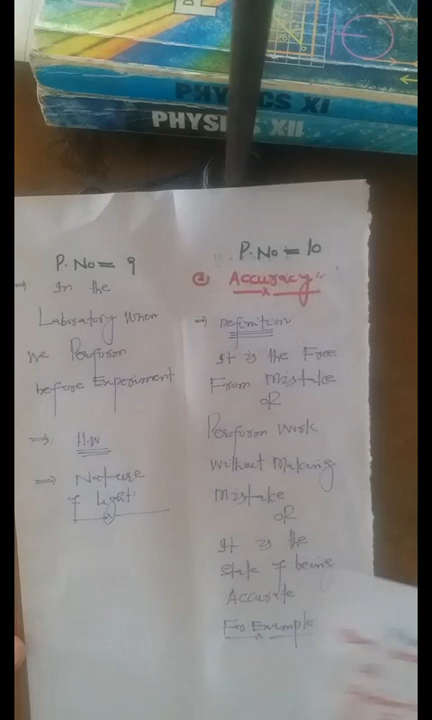 PHYSICS XI
PHYSICS XII
P. No = 9
→ In the
Laboratory When
We Perform
before Experiment
⇒ H.W
⇒ Nature
of light.
P. No = 10
② Accuracy:
→ Definition
It is the Free
From Mistake
OR
Perform Work
Without Making
Mistake
OR
It is the
state of being
Accurate
For Example